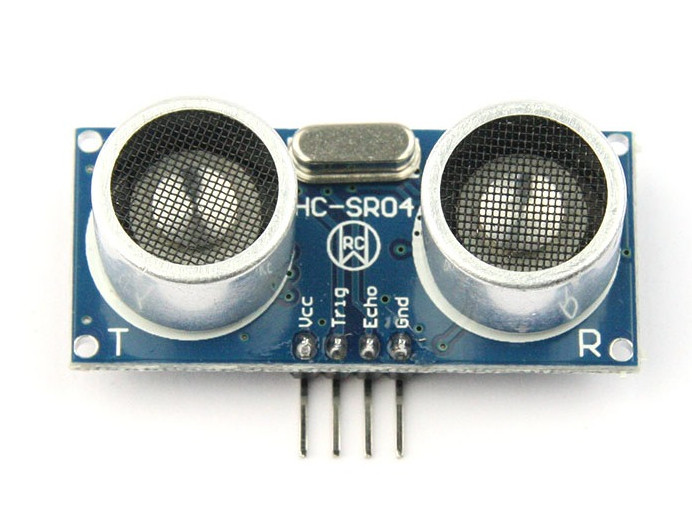 HC-SR04
RC
Vcc
Trig
Echo
Gnd
T
R